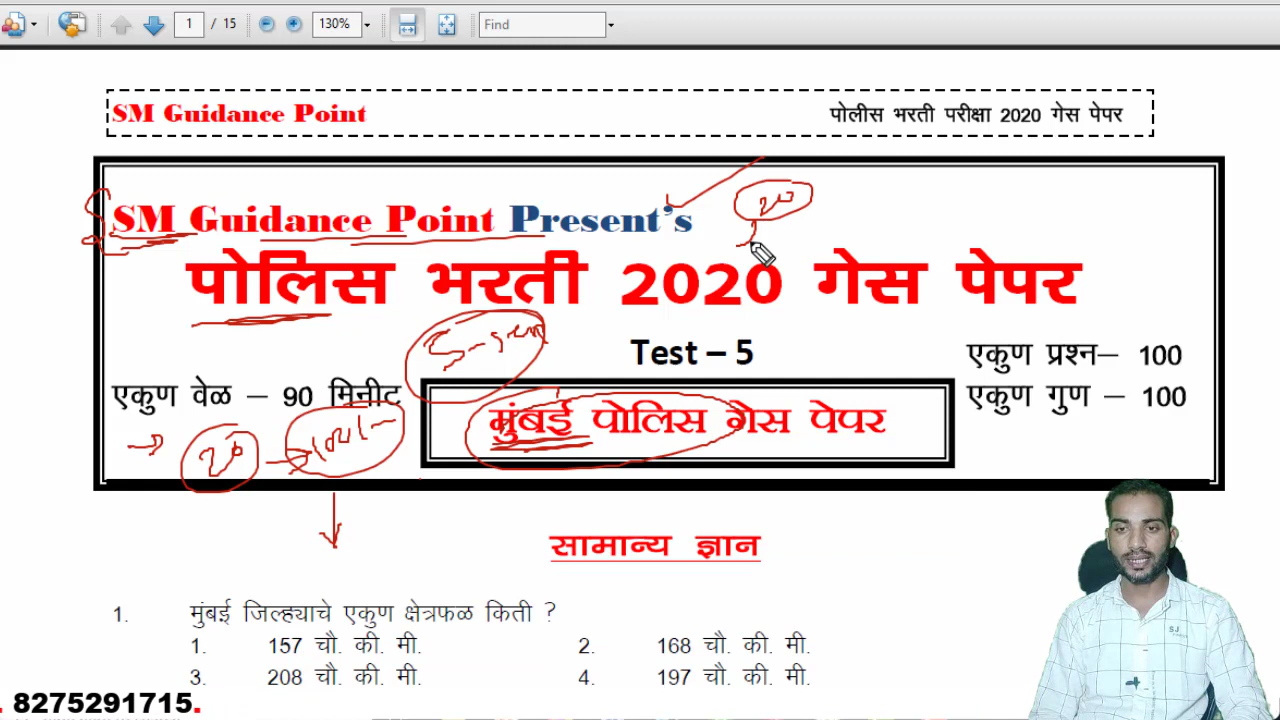 1 / 15 130% Find
SM Guidance Point पोलीस भरती परीक्षा 2020 गेस पेपर
SM Guidance Point Present's
20
पोलिस भरती 2020 गेस पेपर
Test – 5 एकुण प्रश्न– 100
एकुण वेळ – 90 मिनीट एकुण गुण – 100
मुंबई पोलिस गेस पेपर
सामान्य ज्ञान
1. मुंबई जिल्ह्याचे एकुण क्षेत्रफळ किती ?
1. 157 चौ. की. मी. 2. 168 चौ. की. मी.
3. 208 चौ. की. मी. 4. 197 चौ. की. मी.
. 8275291715.